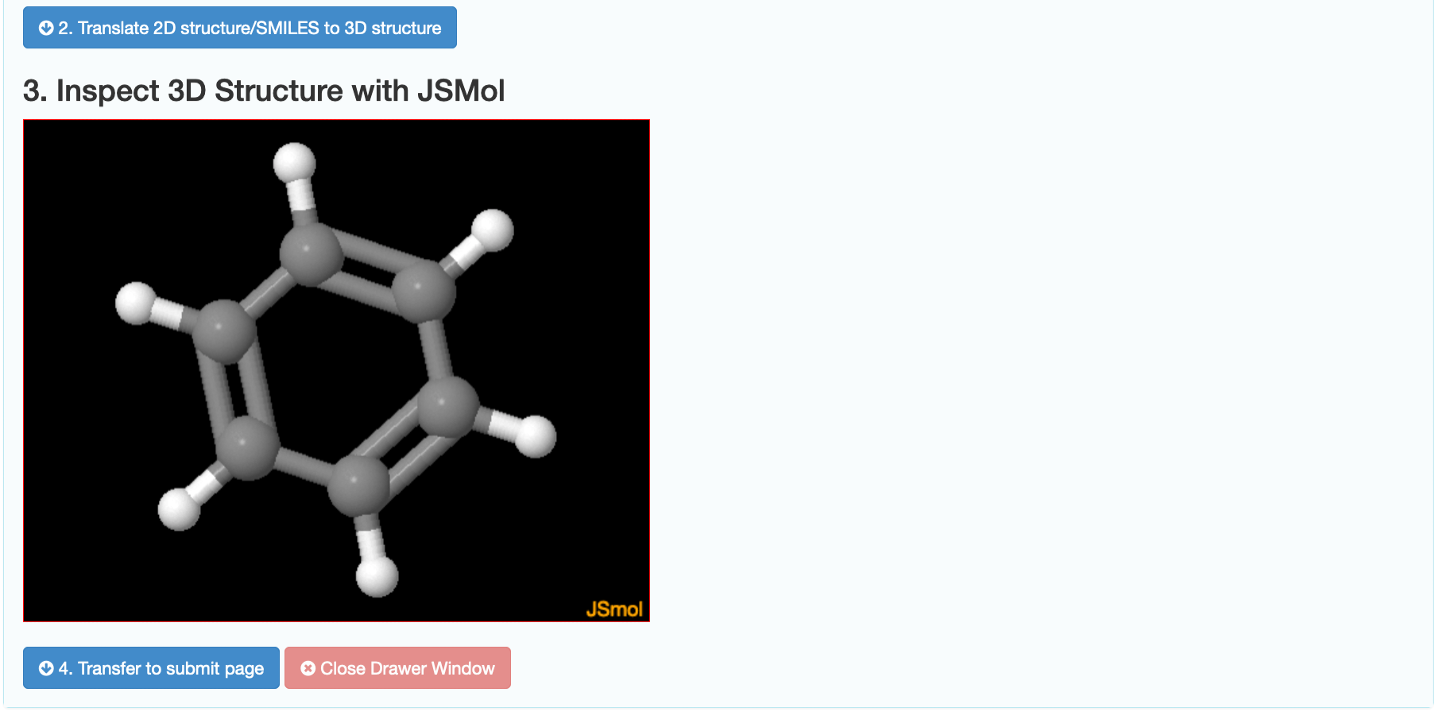 2. Translate 2D structure/SMILES to 3D structure
3. Inspect 3D Structure with JSMol
JSmol
4. Transfer to submit page
Close Drawer Window